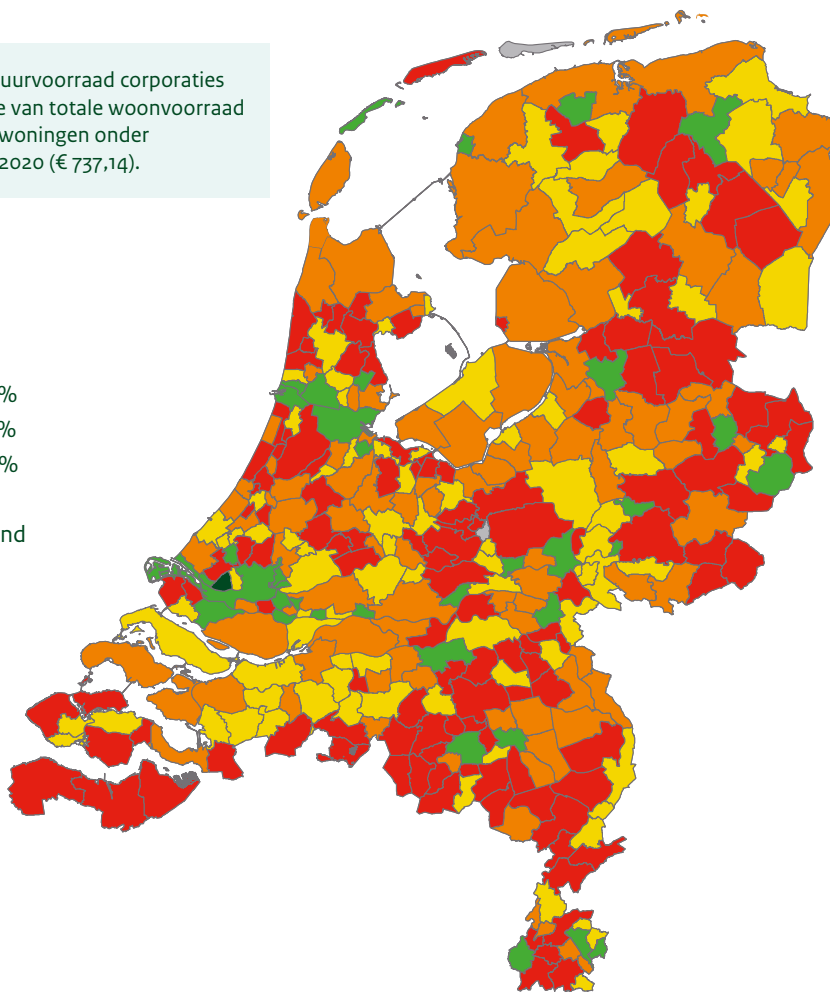 uurvoorraad corporaties
e van totale woonvoorraad
woningen onder
2020 (€ 737,14).
%
%
%
nd